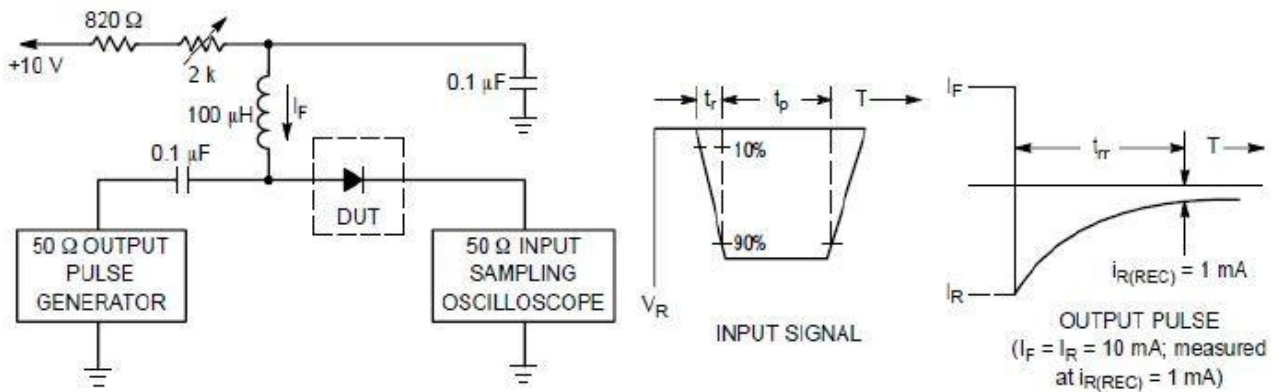 820 Ω
+10 V
2 k
100 μH
I_F
0.1 μF
0.1 μF
DUT
50 Ω OUTPUT
PULSE
GENERATOR
50 Ω INPUT
SAMPLING
OSCILLOSCOPE
t_r
t_p
T
10%
90%
V_R
INPUT SIGNAL
I_F
t_rr
T
I_R
i_R(REC) = 1 mA
OUTPUT PULSE
(I_F = I_R = 10 mA; measured
at i_R(REC) = 1 mA)